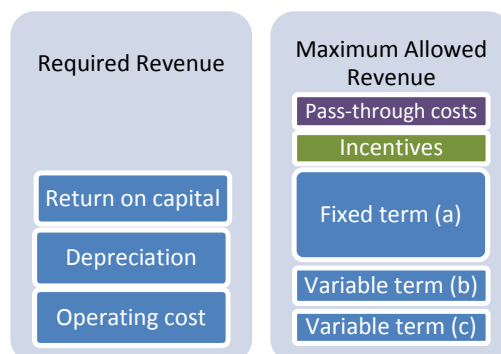 Required Revenue
Return on capital
Depreciation
Operating cost
Maximum Allowed
Revenue
Pass-through costs
Incentives
Fixed term (a)
Variable term (b)
Variable term (c)